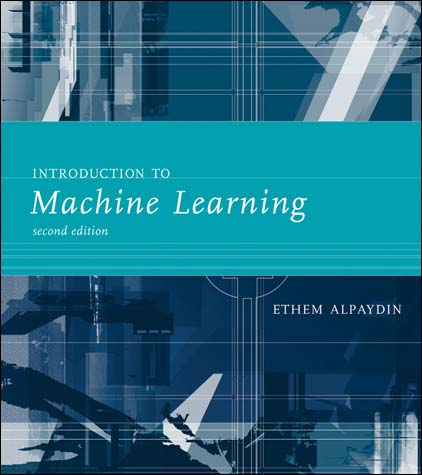 INTRODUCTION TO
Machine Learning
second edition
ETHEM ALPAYDIN